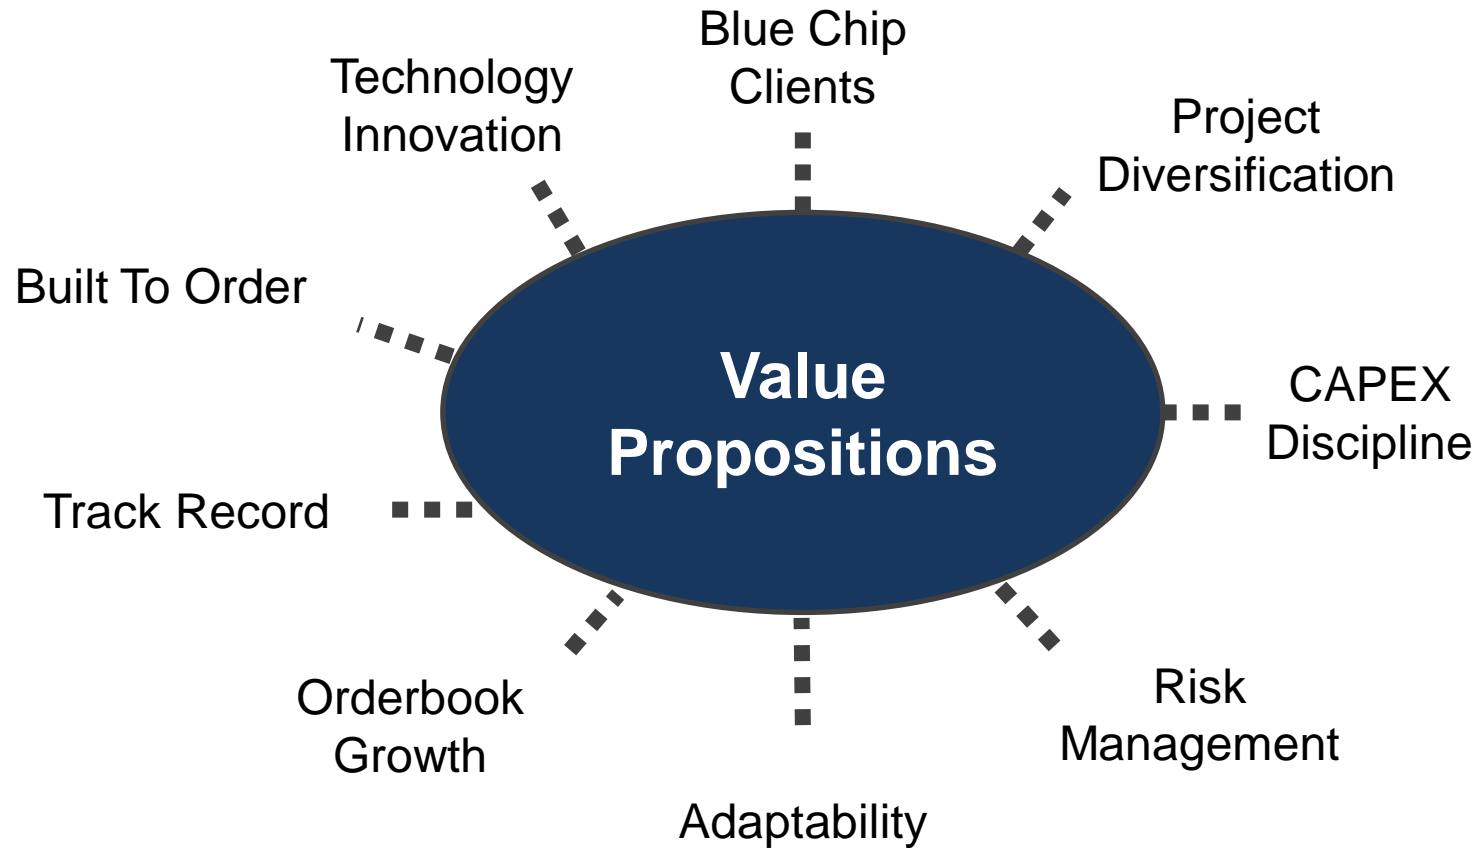 Blue Chip
Clients
Technology
Innovation
Project
Diversification
Built To Order
Value
Propositions
CAPEX
Discipline
Track Record
Orderbook
Growth
Risk
Management
Adaptability